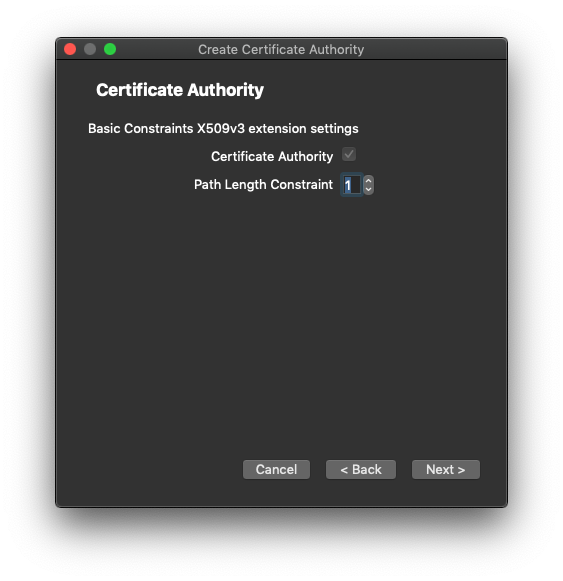 Create Certificate Authority
Certificate Authority
Basic Constraints X509v3 extension settings
Certificate Authority
Path Length Constraint 1
Cancel < Back Next >